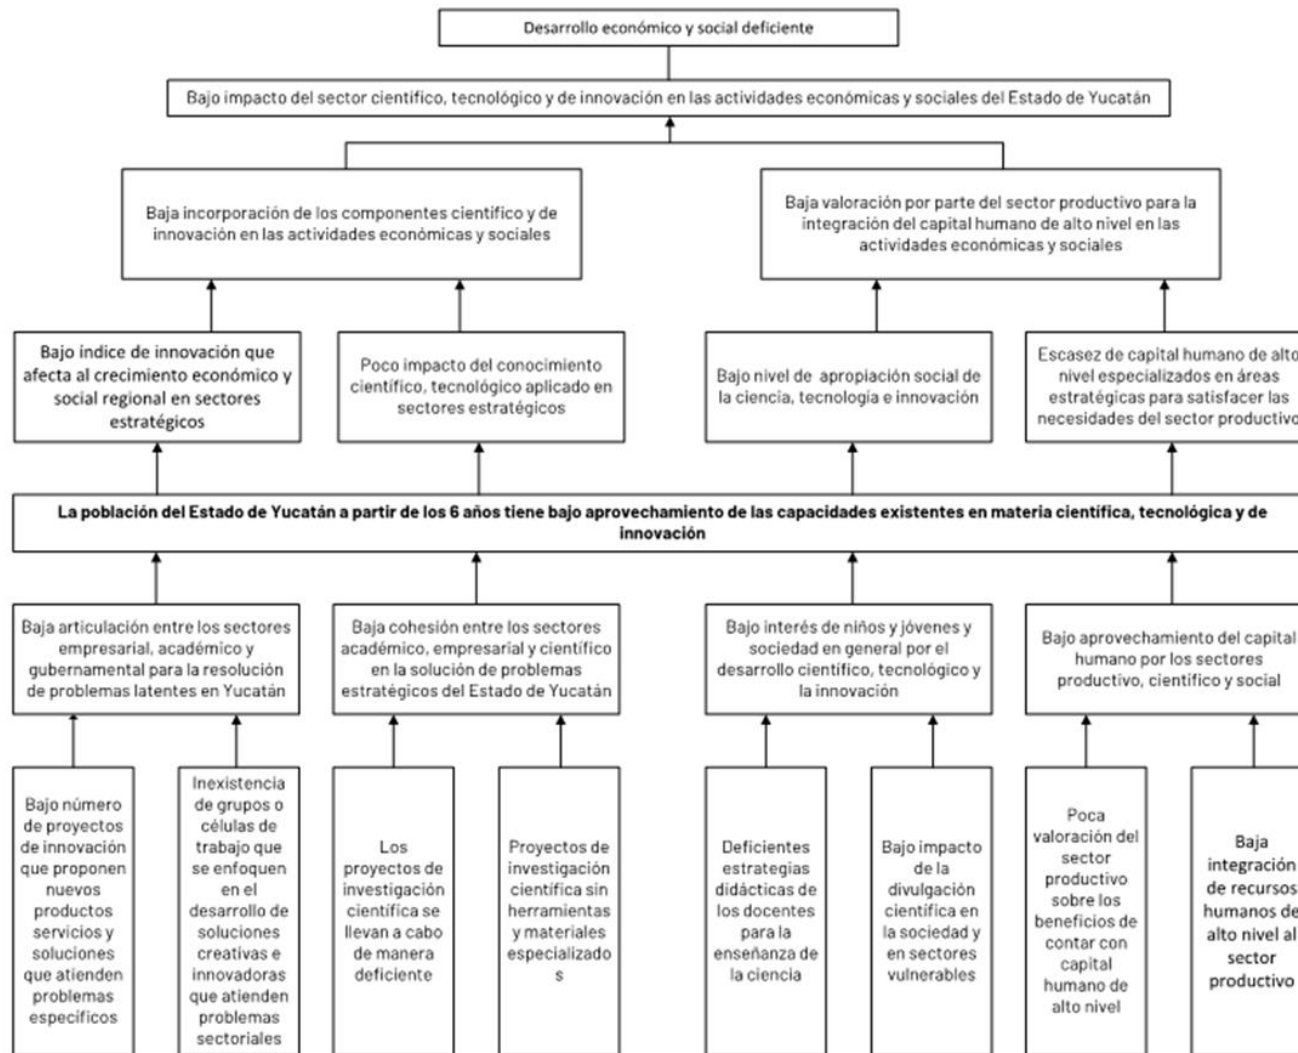 Desarrollo económico y social deficiente
Bajo impacto del sector científico, tecnológico y de innovación en las actividades económicas y sociales del Estado de Yucatán
Baja incorporación de los componentes científico y de
innovación en las actividades económicas y sociales
Baja valoración por parte del sector productivo para la
integración del capital humano de alto nivel en las
actividades económicas y sociales
Bajo índice de innovación que
afecta al crecimiento económico y
social regional en sectores
estratégicos
Poco impacto del conocimiento
científico, tecnológico aplicado en
sectores estratégicos
Bajo nivel de apropiación social de
la ciencia, tecnología e innovación
Escasez de capital humano de alto
nivel especializados en áreas
estratégicas para satisfacer las
necesidades del sector productivo
La población del Estado de Yucatán a partir de los 6 años tiene bajo aprovechamiento de las capacidades existentes en materia científica, tecnológica y de
innovación
Baja articulación entre los sectores
empresarial, académico y
gubernamental para la resolución
de problemas latentes en Yucatán
Baja cohesión entre los sectores
académico, empresarial y científico
en la solución de problemas
estratégicos del Estado de Yucatán
Bajo interés de niños y jóvenes y
sociedad en general por el
desarrollo científico, tecnológico y
la innovación
Bajo aprovechamiento del capital
humano por los sectores
productivo, científico y social
Bajo número
de proyectos
de innovación
que proponen
nuevos
productos
servicios y
soluciones
que atienden
problemas
específicos
Inexistencia
de grupos o
células de
trabajo que
se enfoquen
en el
desarrollo de
soluciones
creativas e
innovadoras
que atienden
problemas
sectoriales
Los
proyectos de
investigación
científica se
llevan a cabo
de manera
deficiente
Proyectos de
investigación
científica sin
herramientas
y materiales
especializado
s
Deficientes
estrategias
didácticas de
los docentes
para la
enseñanza de
la ciencia
Bajo impacto
de la
divulgación
científica en
la sociedad y
en sectores
vulnerables
Poca
valoración del
sector
productivo
sobre los
beneficios de
contar con
capital
humano de
alto nivel
Baja
integración
de recursos
humanos de
alto nivel al
sector
productivo